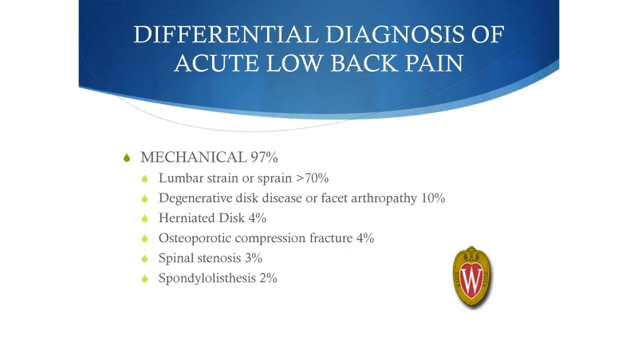 DIFFERENTIAL DIAGNOSIS OF
ACUTE LOW BACK PAIN
MECHANICAL 97%
Lumbar strain or sprain >70%
Degenerative disk disease or facet arthropathy 10%
Herniated Disk 4%
Osteoporotic compression fracture 4%
Spinal stenosis 3%
Spondylolisthesis 2%
W